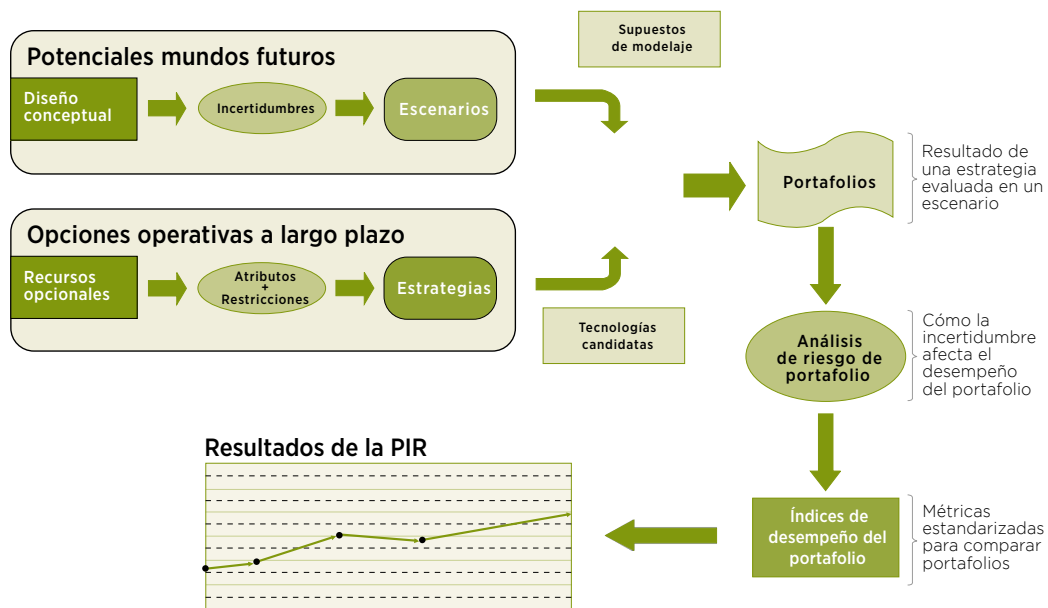 Potenciales mundos futuros
Diseño
conceptual
Incertidumbres
Escenarios
Supuestos
de modelaje
Opciones operativas a largo plazo
Recursos
opcionales
Atributos
+
Restricciones
Estrategias
Tecnologías
candidatas
Portafolios
Resultado de
una estrategia
evaluada en un
escenario
Análisis
de riesgo de
portafolio
Cómo la
incertidumbre
afecta el
desempeño
del portafolio
Índices de
desempeño del
portafolio
Métricas
estandarizadas
para comparar
portafolios
Resultados de la PIR